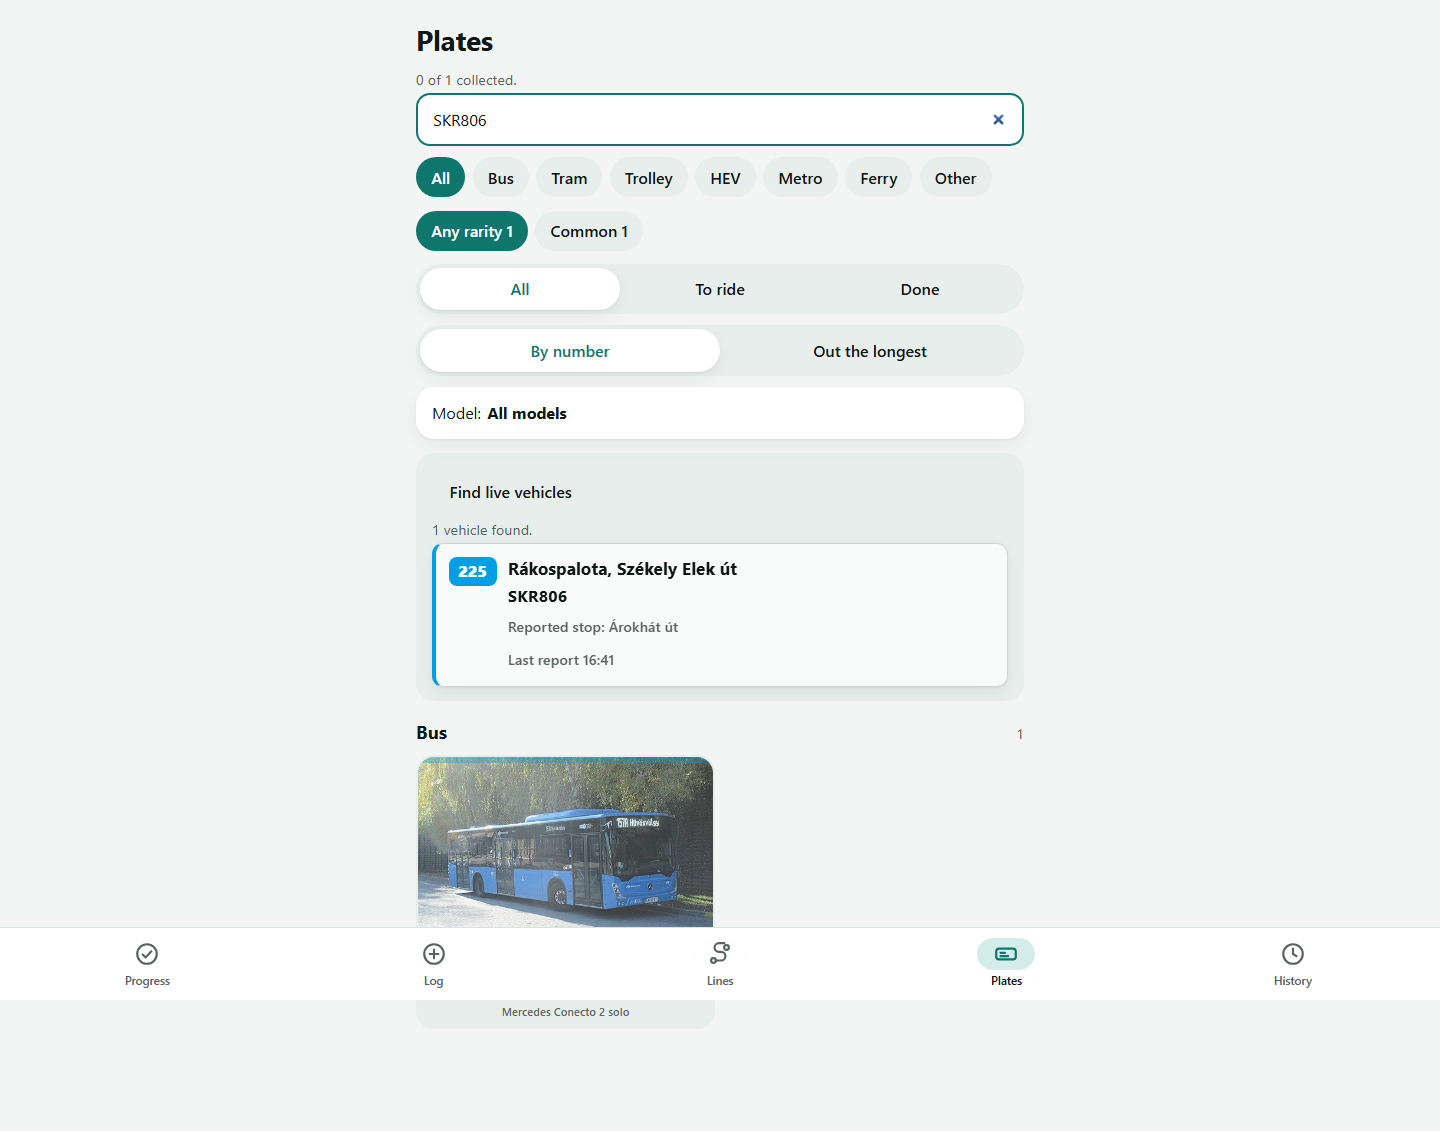 Plates
0 of 1 collected.
SKR806
All Bus Tram Trolley HEV Metro Ferry Other
Any rarity 1 Common 1
All To ride Done
By number Out the longest
Model: All models
Find live vehicles
1 vehicle found.
225 Rákospalota, Székely Elek út
SKR806
Reported stop: Árokhát út
Last report 16:41
Bus 1
Progress Log Lines Plates History
Mercedes Conecto 2 solo